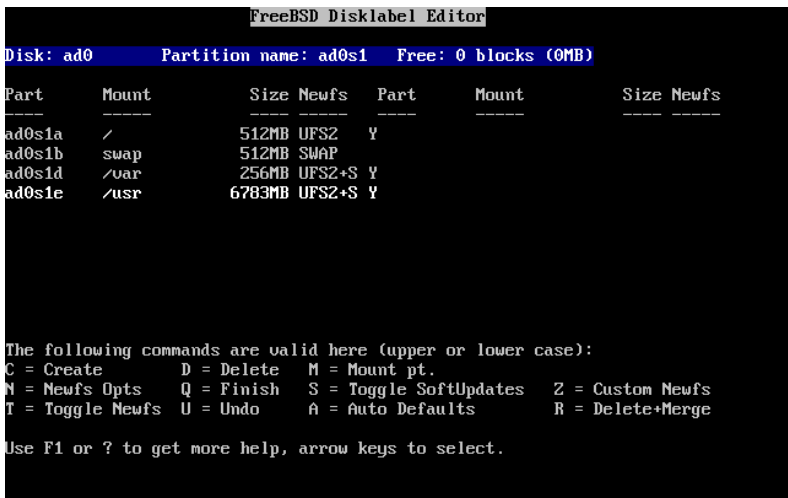 FreeBSD Disklabel Editor
Disk: ad0 Partition name: ad0s1 Free: 0 blocks (0MB)
Part Mount Size Newfs Part Mount Size Newfs
---- ----- ---- ----- ---- ----- ---- -----
ad0s1a / 512MB UFS2 Y
ad0s1b swap 512MB SWAP
ad0s1d /var 256MB UFS2+S Y
ad0s1e /usr 6783MB UFS2+S Y
The following commands are valid here (upper or lower case):
C = Create D = Delete M = Mount pt.
N = Newfs Opts Q = Finish S = Toggle SoftUpdates Z = Custom Newfs
T = Toggle Newfs U = Undo A = Auto Defaults R = Delete+Merge
Use F1 or ? to get more help, arrow keys to select.